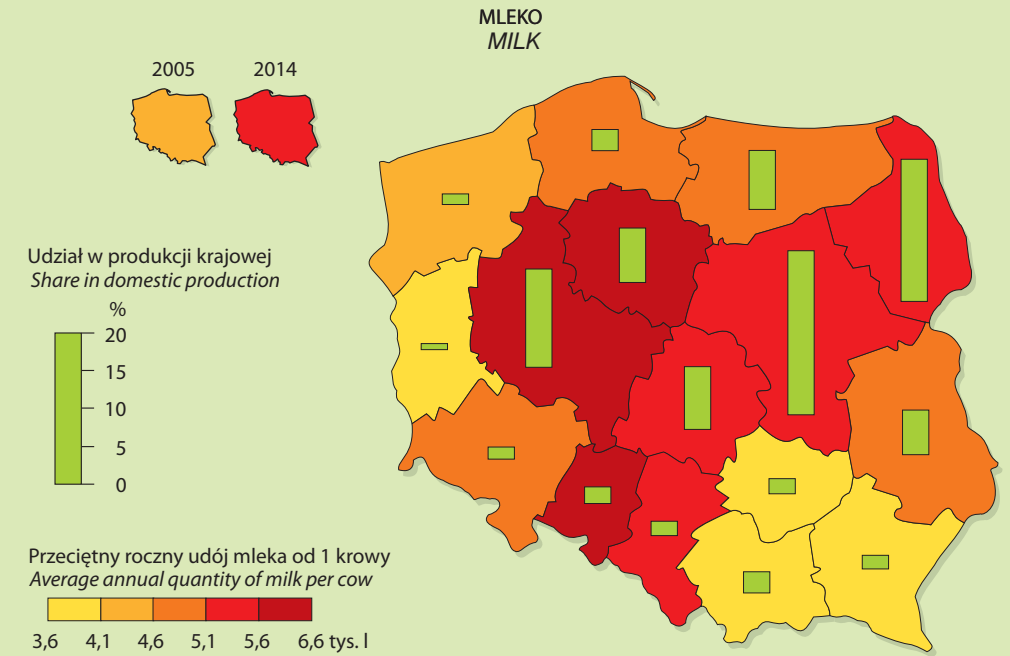 MLEKO
MILK
2005 2014
Udział w produkcji krajowej
Share in domestic production
%
20
15
10
5
0
Przeciętny roczny udój mleka od 1 krowy
Average annual quantity of milk per cow
3,6 4,1 4,6 5,1 5,6 6,6 tys. l